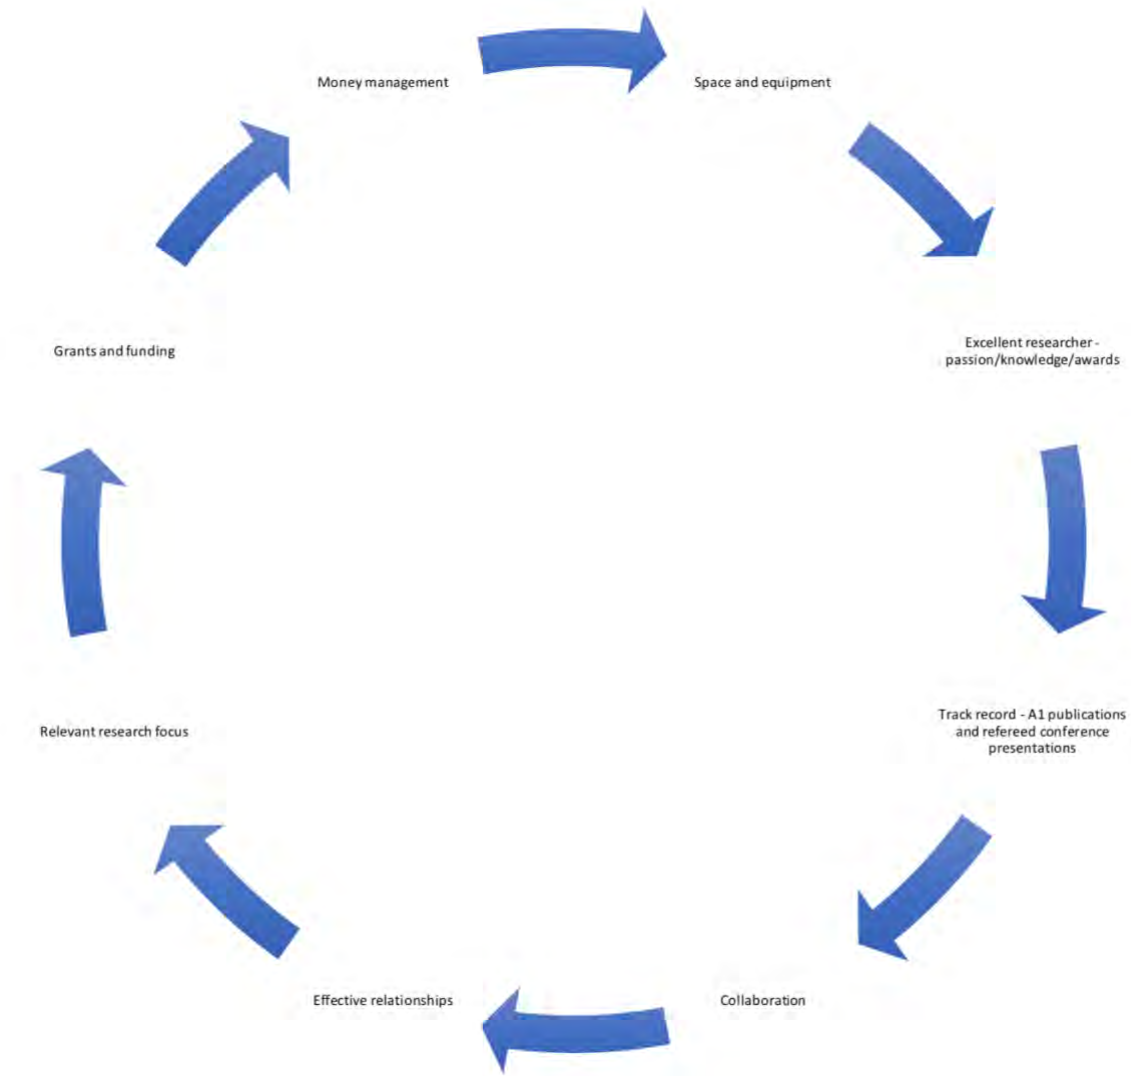 Money management
Space and equipment
Excellent researcher -
passion/knowledge/awards
Track record - A1 publications
and refereed conference
presentations
Collaboration
Effective relationships
Relevant research focus
Grants and funding